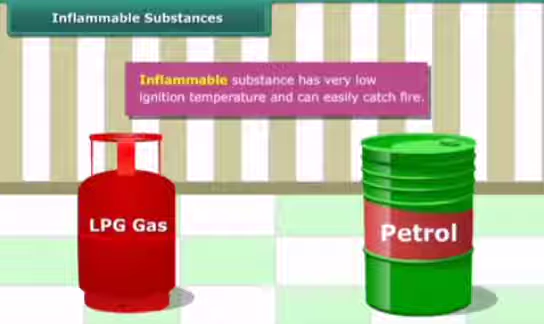 Inflammable Substances
Inflammable substance has very low
ignition temperature and can easily catch fire.
LPG Gas
Petrol